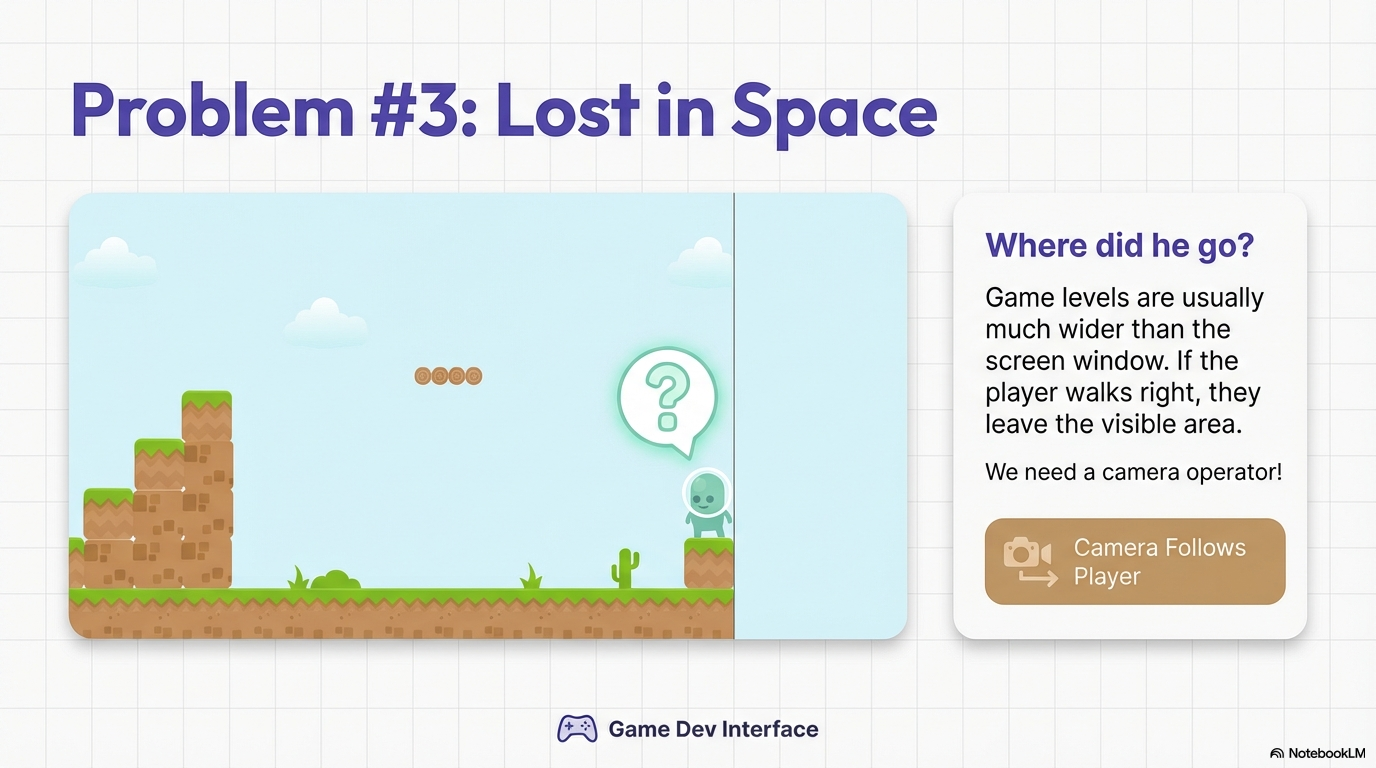 Problem #3: Lost in Space
?
Where did he go?
Game levels are usually
much wider than the
screen window. If the
player walks right, they
leave the visible area.
We need a camera operator!
Camera Follows
Player
Game Dev Interface
NotebookLM